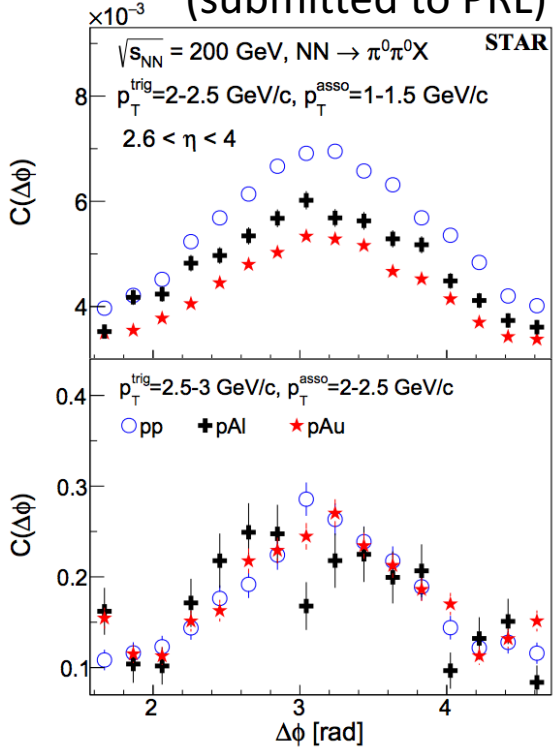 (submitted to PRL)
×10⁻³
√s_NN = 200 GeV, NN → π⁰π⁰X STAR
p_T^trig=2-2.5 GeV/c, p_T^asso=1-1.5 GeV/c
2.6 < η < 4
8
6
4
C(Δφ)
p_T^trig=2.5-3 GeV/c, p_T^asso=2-2.5 GeV/c
pp pAl pAu
0.4
0.3
0.2
0.1
C(Δφ)
2 3 4
Δφ [rad]